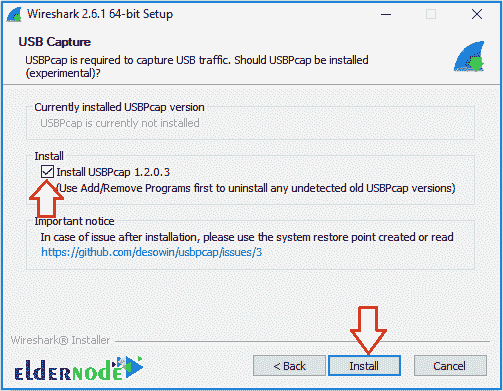 Wireshark 2.6.1 64-bit Setup
USB Capture
USBPcap is required to capture USB traffic. Should USBPcap be installed
(experimental)?
Currently installed USBPcap version
USBPcap is currently not installed
Install
Install USBPcap 1.2.0.3
(Use Add/Remove Programs first to uninstall any undetected old USBPcap versions)
Important notice
In case of issue after installation, please use the system restore point created or read
https://github.com/desowin/usbpcap/issues/3
Wireshark® Installer
eldernode
< Back
Install
Cancel